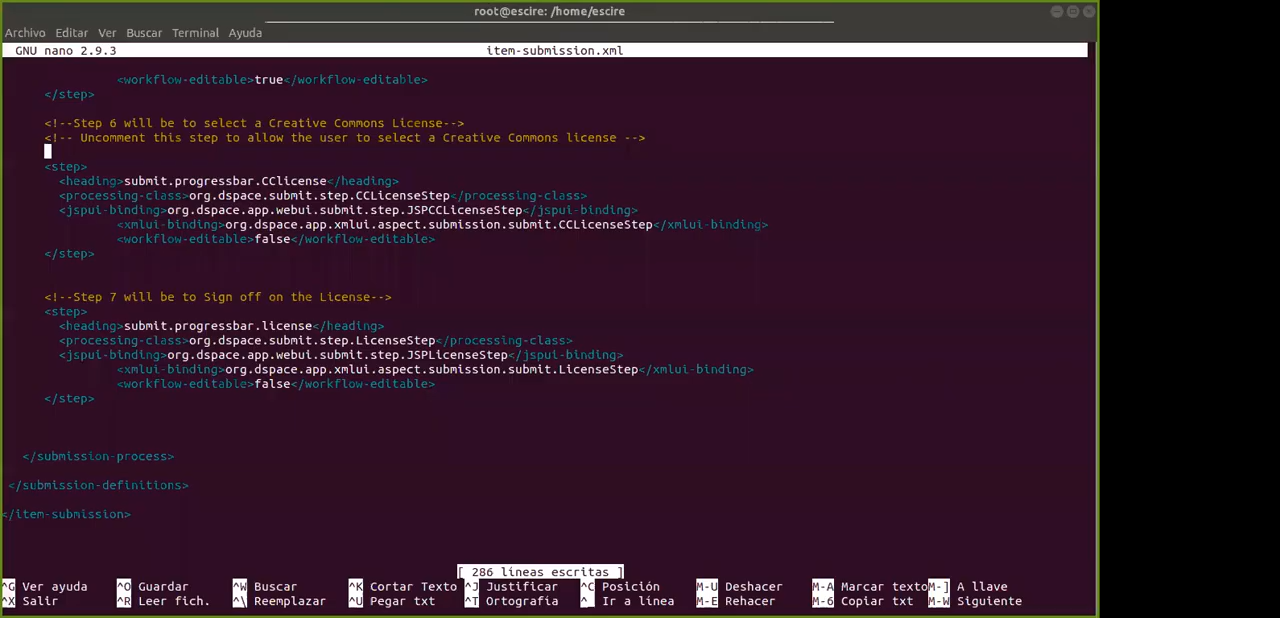 root@escire: /home/escire
Archivo Editar Ver Buscar Terminal Ayuda
GNU nano 2.9.3 item-submission.xml
<workflow-editable>true</workflow-editable>
</step>
<!--Step 6 will be to select a Creative Commons License-->
<!-- Uncomment this step to allow the user to select a Creative Commons license -->
<step>
<heading>submit.progressbar.CClicense</heading>
<processing-class>org.dspace.submit.step.CCLicenseStep</processing-class>
<jspui-binding>org.dspace.app.webui.submit.step.JSPCCLicenseStep</jspui-binding>
<xmlui-binding>org.dspace.app.xmlui.aspect.submission.submit.CCLicenseStep</xmlui-binding>
<workflow-editable>false</workflow-editable>
</step>
<!--Step 7 will be to Sign off on the License-->
<step>
<heading>submit.progressbar.license</heading>
<processing-class>org.dspace.submit.step.LicenseStep</processing-class>
<jspui-binding>org.dspace.app.webui.submit.step.JSPLicenseStep</jspui-binding>
<xmlui-binding>org.dspace.app.xmlui.aspect.submission.submit.LicenseStep</xmlui-binding>
<workflow-editable>false</workflow-editable>
</step>
</submission-process>
</submission-definitions>
</item-submission>
[ 286 líneas escritas ]
^G Ver ayuda ^O Guardar ^W Buscar ^K Cortar Texto ^J Justificar ^C Posición M-U Deshacer M-A Marcar texto M-] A llave
^X Salir ^R Leer fich. ^\ Reemplazar ^U Pegar txt ^T Ortografía ^_ Ir a línea M-E Rehacer M-6 Copiar txt M-W Siguiente